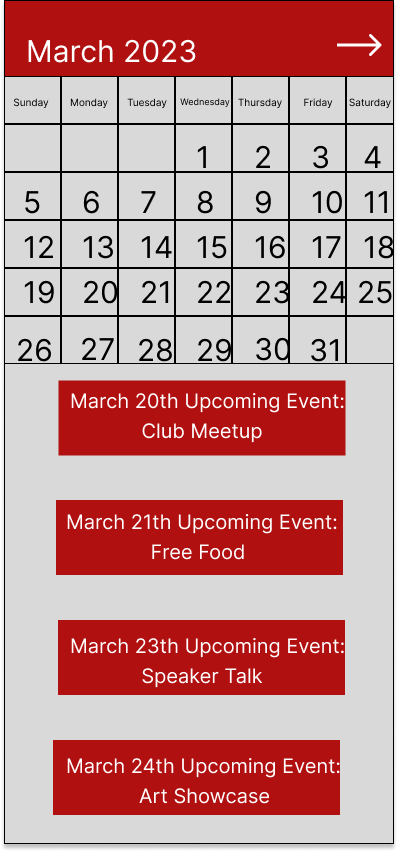 March 2023
Sunday Monday Tuesday Wednesday Thursday Friday Saturday
1 2 3 4
5 6 7 8 9 10 11
12 13 14 15 16 17 18
19 20 21 22 23 24 25
26 27 28 29 30 31
March 20th Upcoming Event:
Club Meetup
March 21th Upcoming Event:
Free Food
March 23th Upcoming Event:
Speaker Talk
March 24th Upcoming Event:
Art Showcase